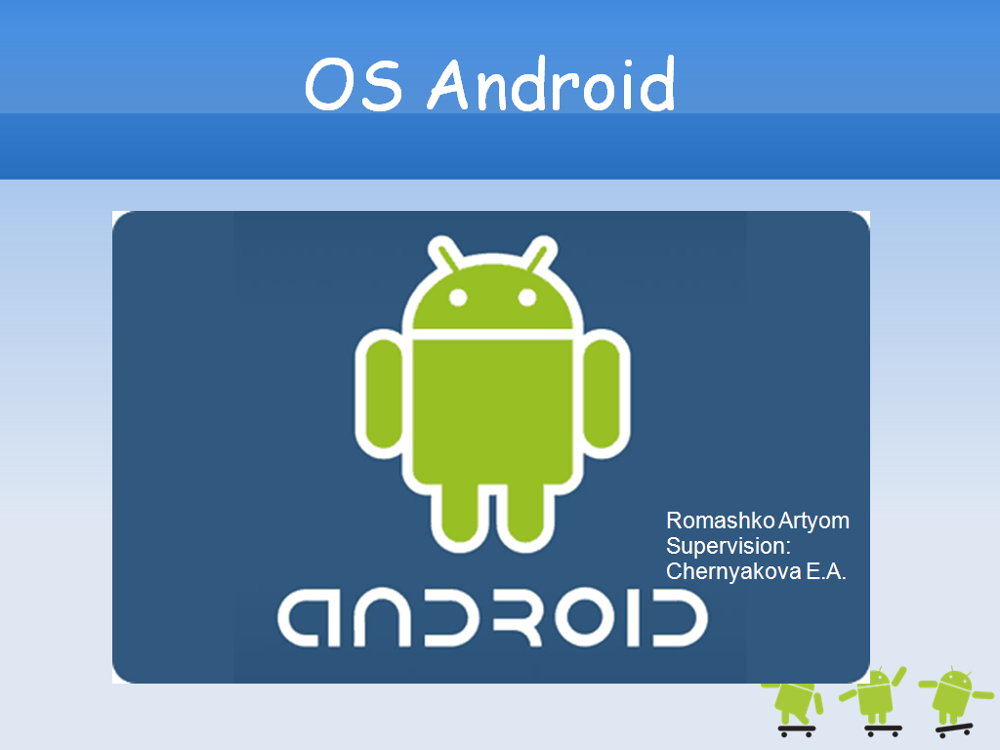 OS Android
Romashko Artyom
Supervision:
Chernyakova E.A.
ANDROID